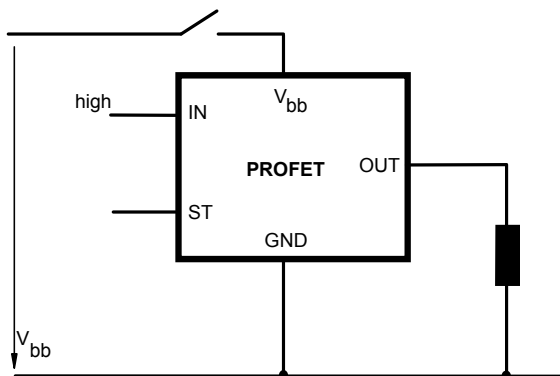 V bb
high
IN
PROFET
OUT
ST
GND
V bb